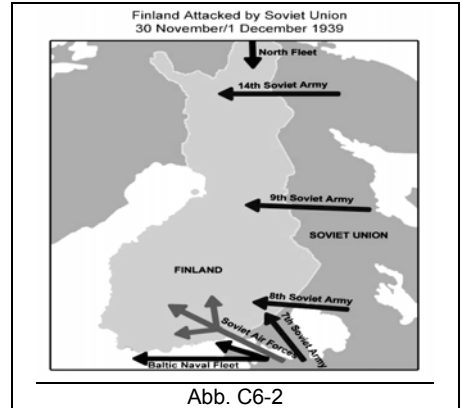 Finland Attacked by Soviet Union
30 November/1 December 1939
North Fleet
14th Soviet Army
9th Soviet Army
SOVIET UNION
FINLAND
8th Soviet Army
7th Soviet Army
Soviet Air Forces
Baltic Naval Fleet
Abb. C6-2